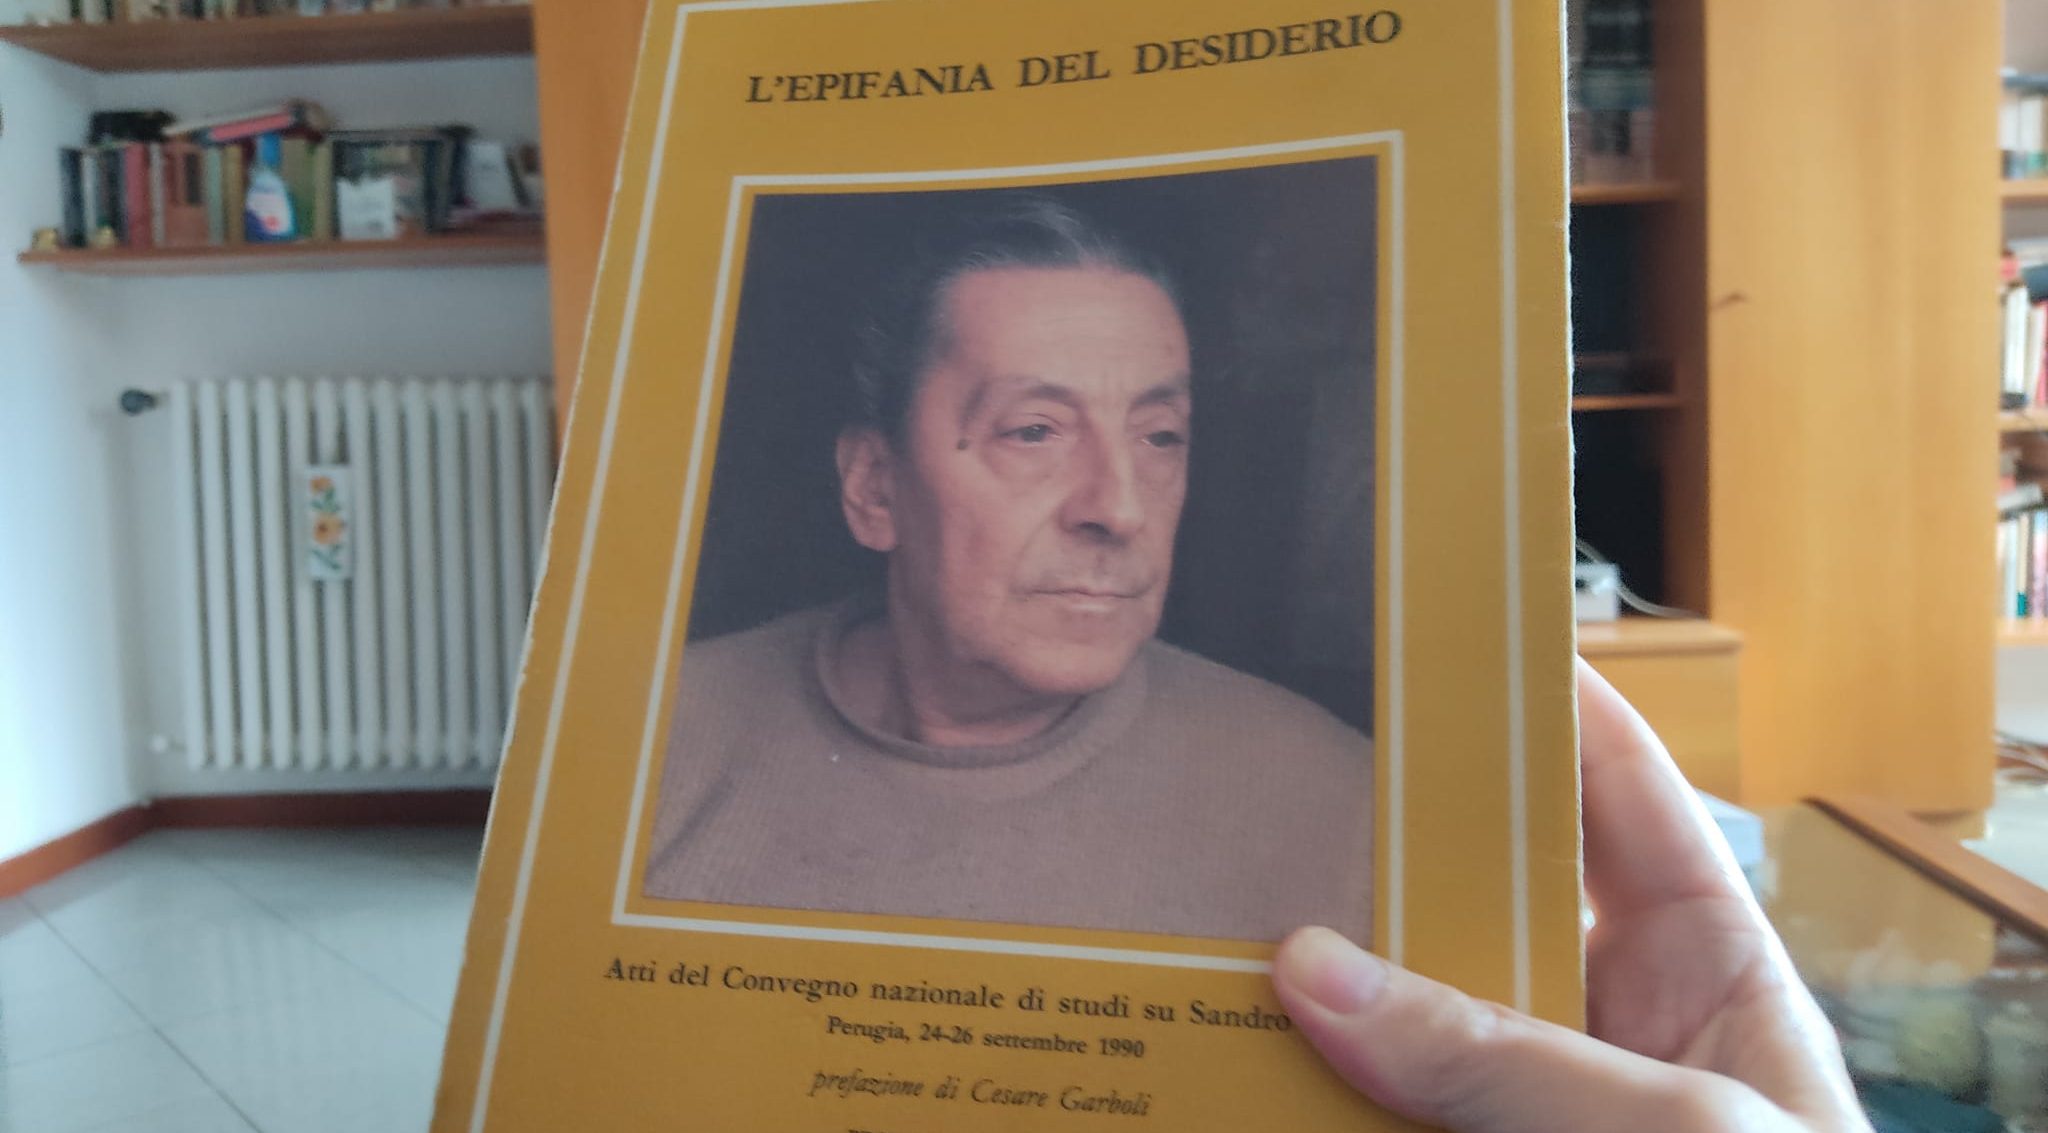 L'EPIFANIA DEL DESIDERIO
Atti del Convegno nazionale di studi su Sandro
Perugia, 24-26 settembre 1990
prefazione di Cesare Garboli